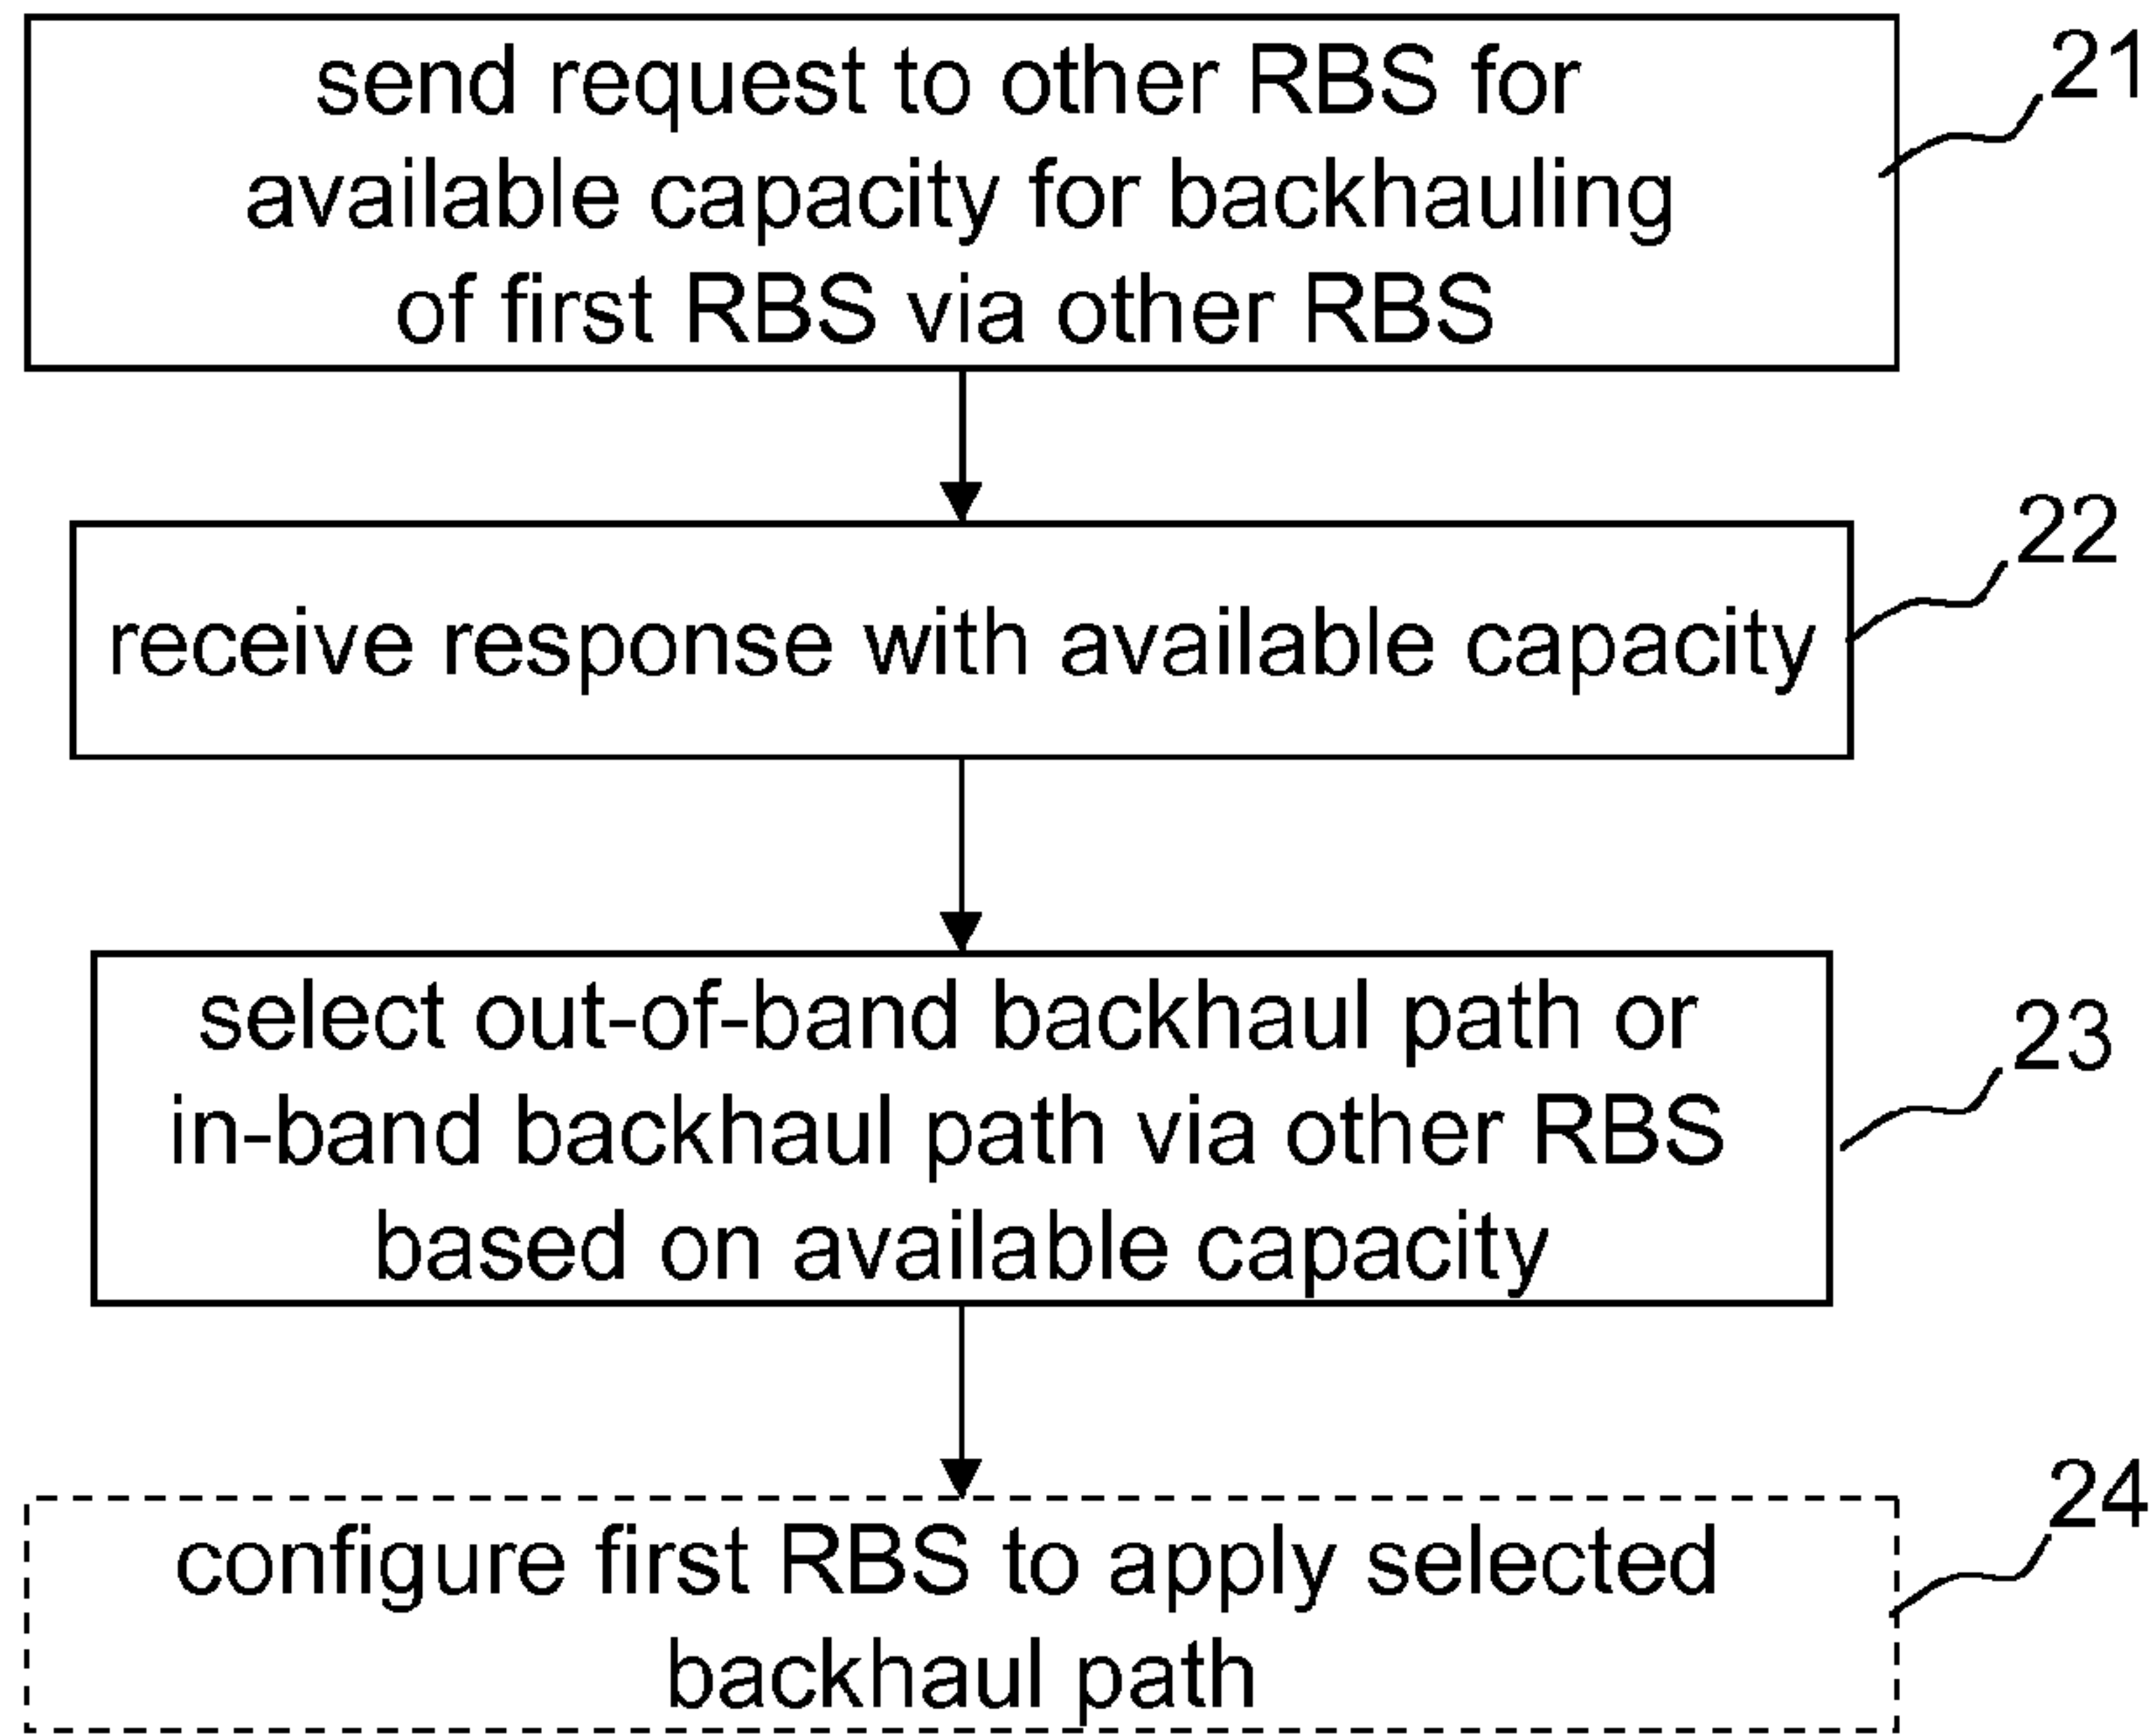 send request to other RBS for
available capacity for backhauling
of first RBS via other RBS
21
receive response with available capacity
22
select out-of-band backhaul path or
in-band backhaul path via other RBS
based on available capacity
23
configure first RBS to apply selected
backhaul path
24